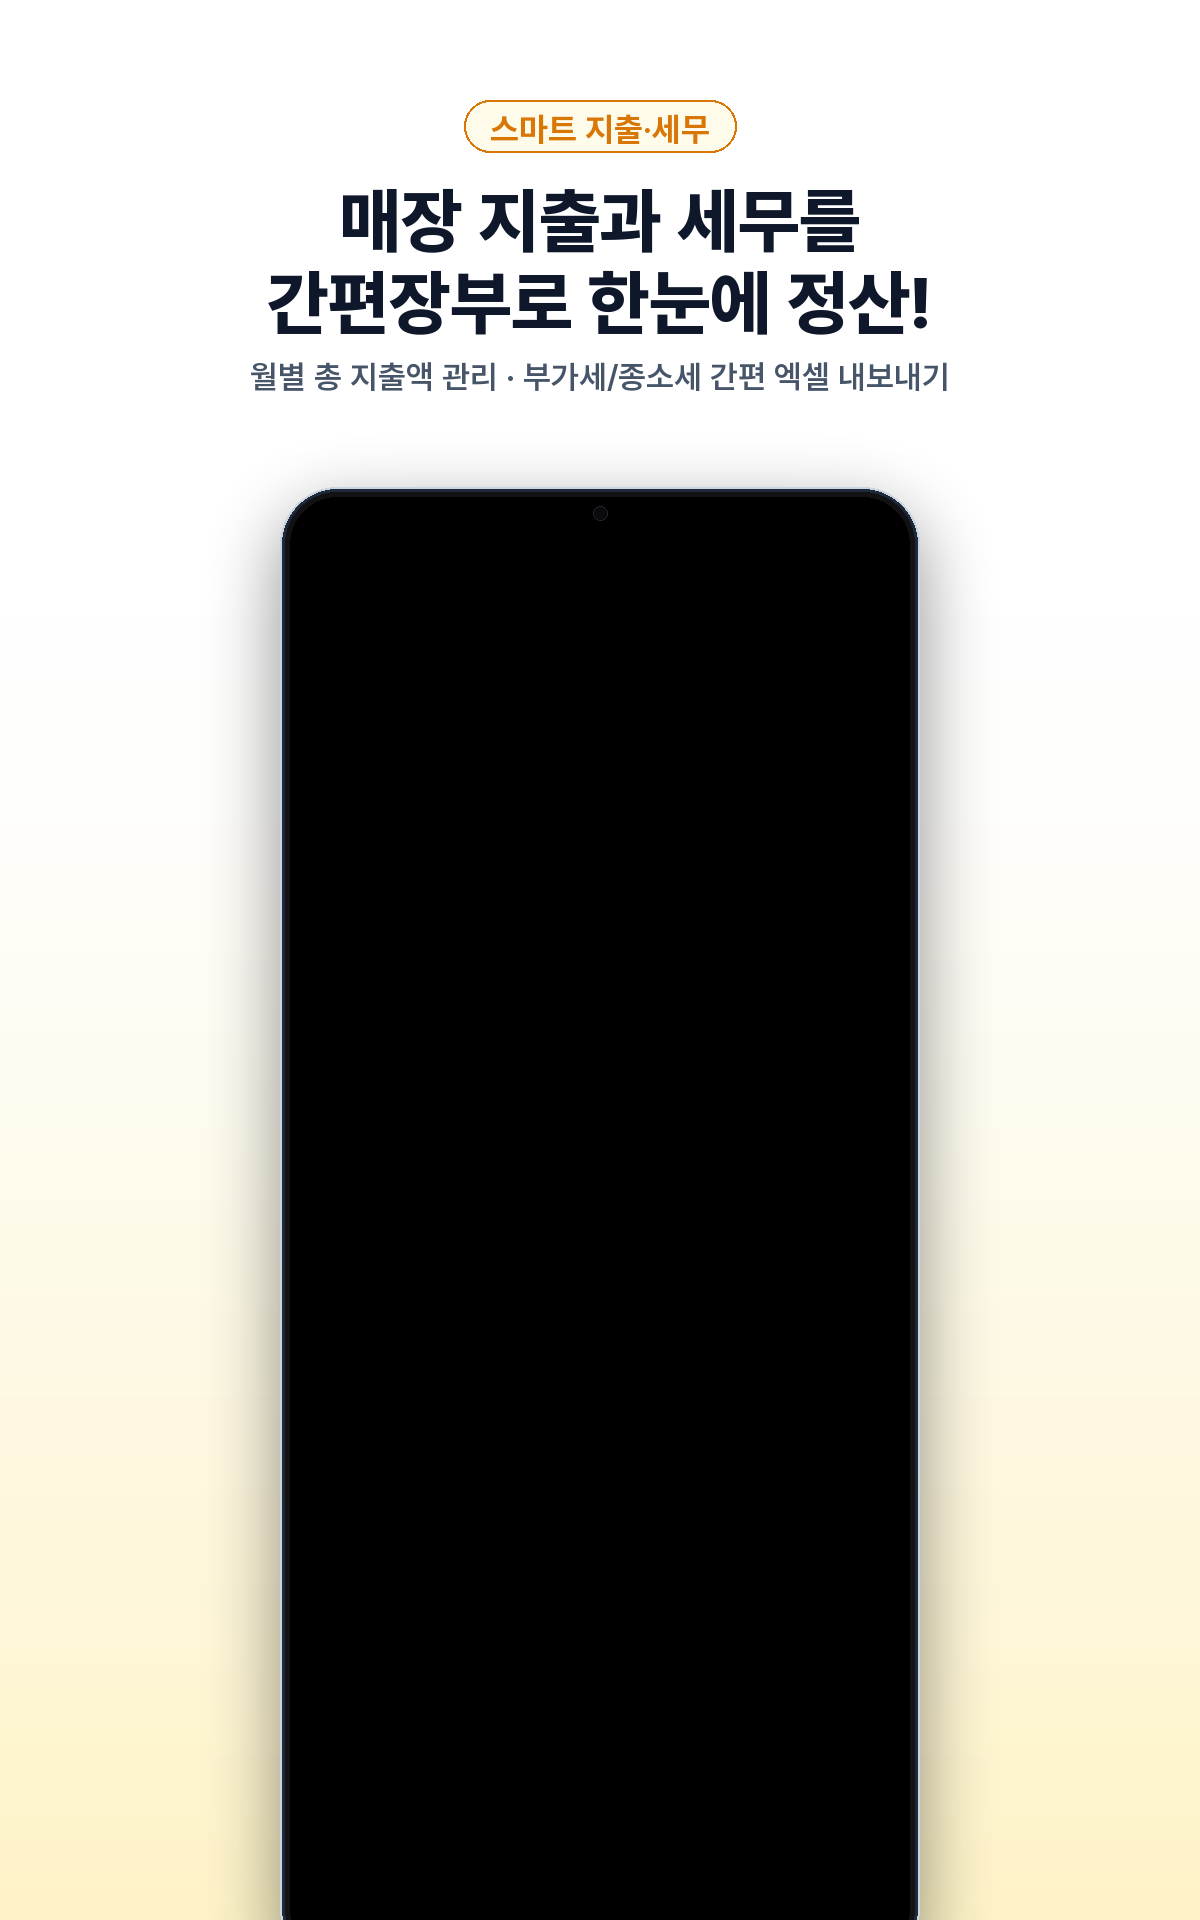 스마트 지출·세무
매장 지출과 세무를
간편장부로 한눈에 정산!
월별 총 지출액 관리 · 부가세/종소세 간편 엑셀 내보내기